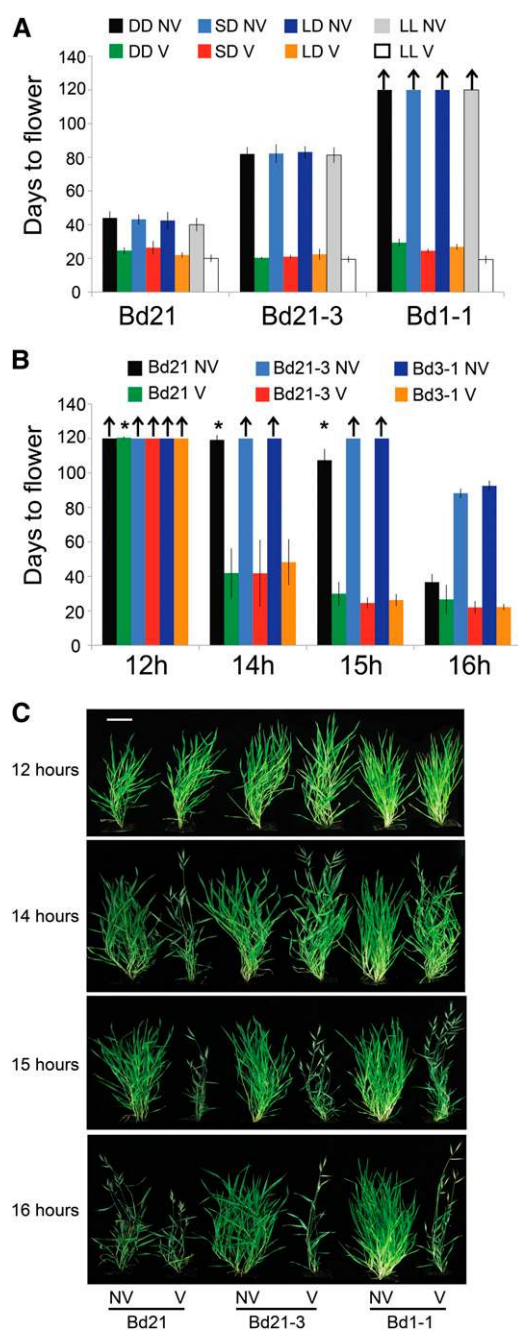 A
DD NV SD NV LD NV LL NV
DD V SD V LD V LL V
Days to flower
140
120
100
80
60
40
20
0
Bd21 Bd21-3 Bd1-1
B
Bd21 NV Bd21-3 NV Bd3-1 NV
Bd21 V Bd21-3 V Bd3-1 V
Days to flower
140
120
100
80
60
40
20
0
* * *
12h 14h 15h 16h
C
12 hours
14 hours
15 hours
16 hours
NV V NV V NV V
Bd21 Bd21-3 Bd1-1